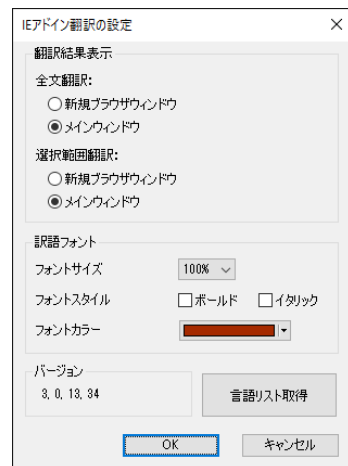 IEアドイン翻訳の設定
翻訳結果表示
全文翻訳:
新規ブラウザウィンドウ
メインウィンドウ
選択範囲翻訳:
新規ブラウザウィンドウ
メインウィンドウ
訳語フォント
フォントサイズ 100%
フォントスタイル ボールド イタリック
フォントカラー
バージョン
3, 0, 13, 34
言語リスト取得
OK キャンセル